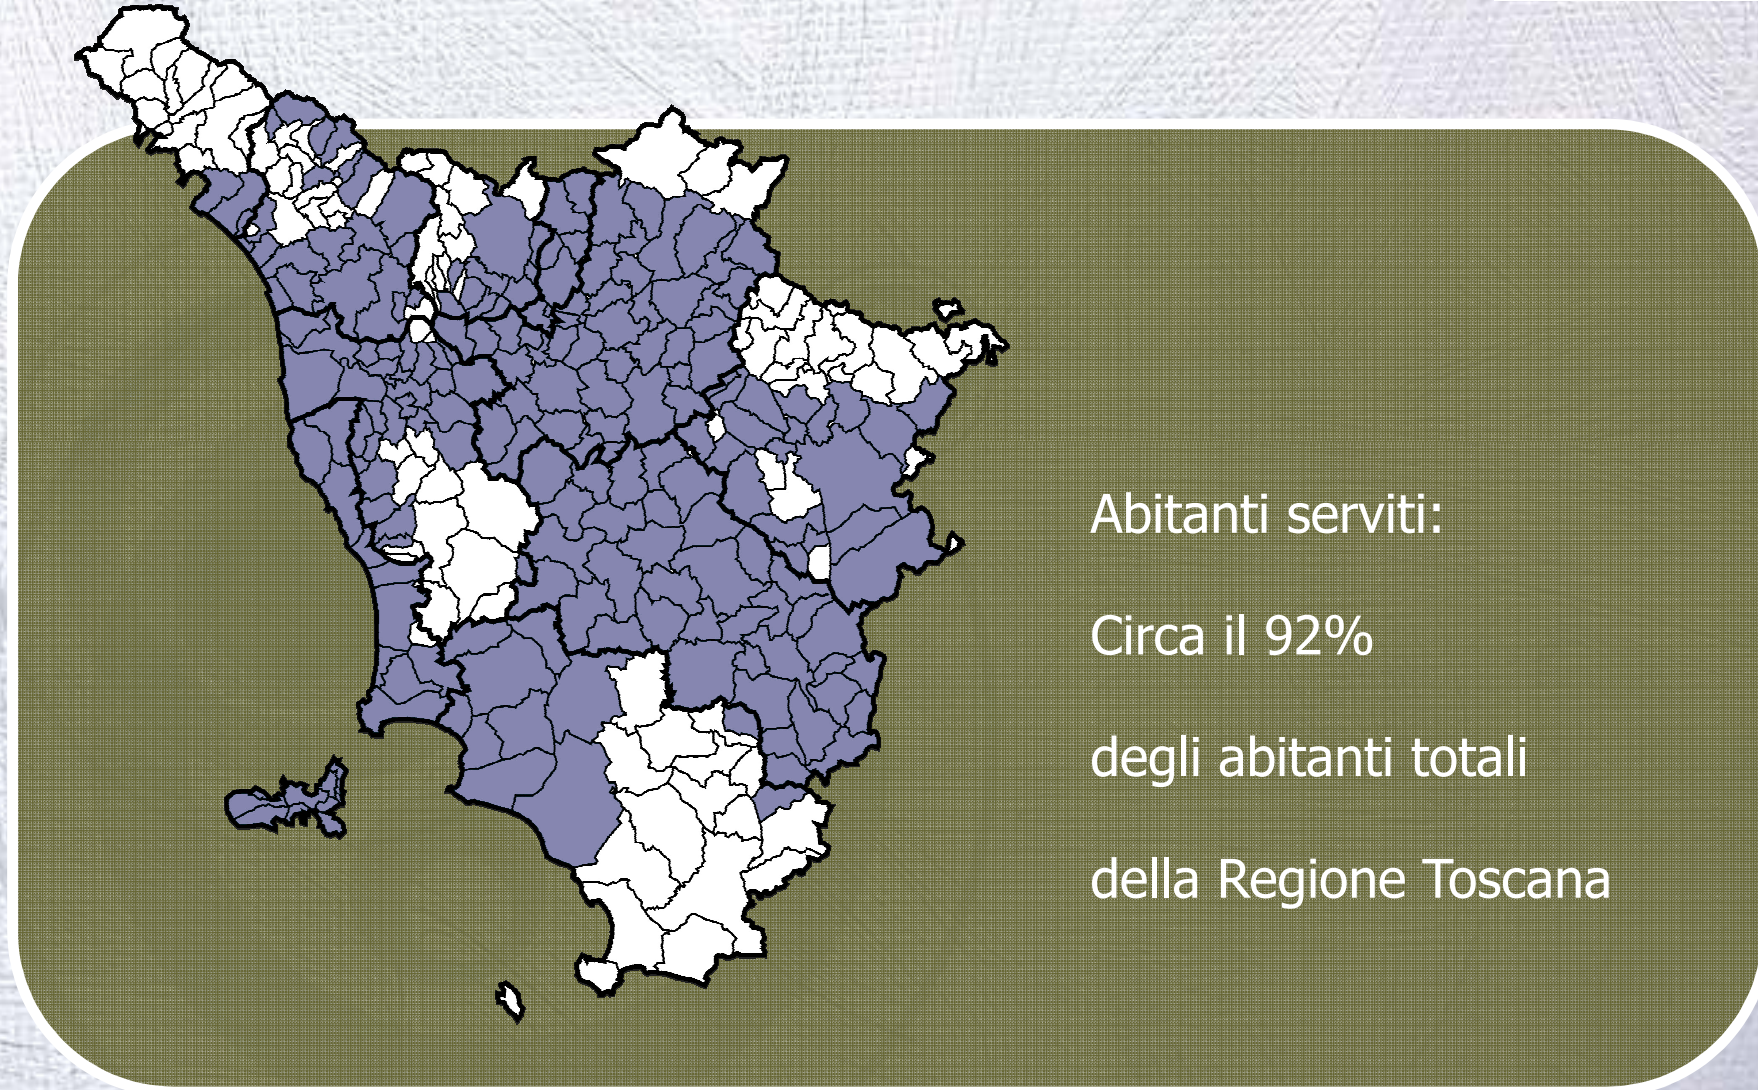 Abitanti serviti:
Circa il 92%
degli abitanti totali
della Regione Toscana